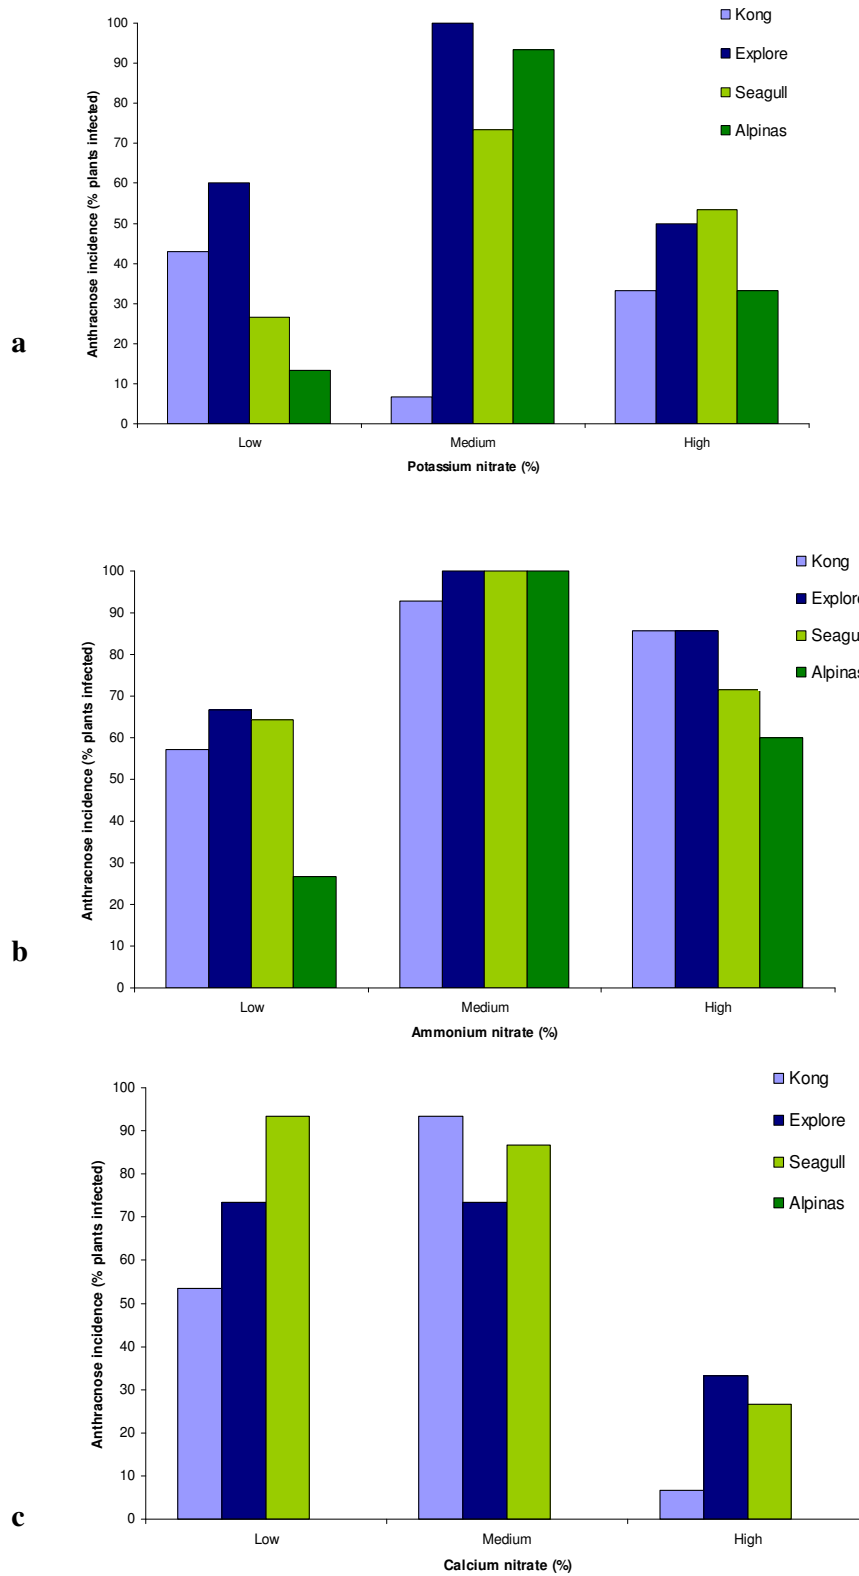 Kong
Explore
Seagull
Alpinas
100
90
80
70
60
50
40
30
20
10
0
Anthracnose incidence (% plants infected)
Low Medium High
Potassium nitrate (%)
a
Kong
Explore
Seagu
Alpinas
100
90
80
70
60
50
40
30
20
10
0
Anthracnose incidence (% plants infected)
Low Medium High
Ammonium nitrate (%)
b
Kong
Explore
Seagull
Alpinas
100
90
80
70
60
50
40
30
20
10
0
Anthracnose incidence (% plants infected)
Low Medium High
Calcium nitrate (%)
c